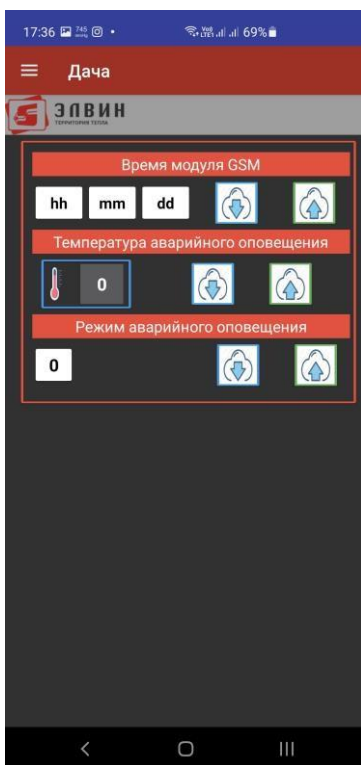 17:36 69%
Дача
ЭЛВИН
ТЕРРИТОРИЯ ТЕПЛА
Время модуля GSM
hh mm dd
Температура аварийного оповещения
0
Режим аварийного оповещения
0